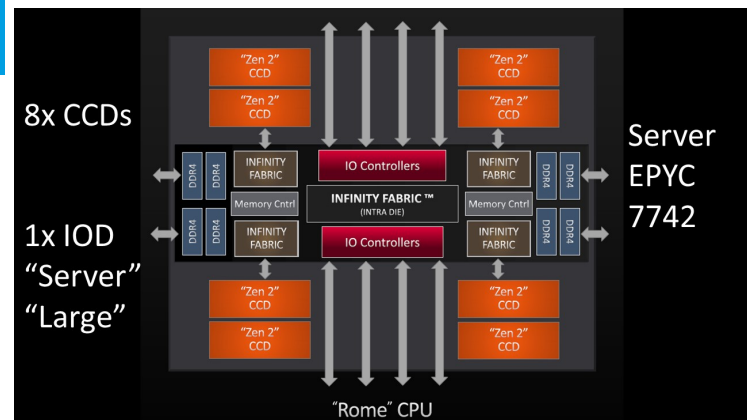 8x CCDs
1x IOD
“Server”
“Large”
“Zen 2”
CCD
“Zen 2”
CCD
“Zen 2”
CCD
“Zen 2”
CCD
DDR4
DDR4
INFINITY
FABRIC
IO Controllers
INFINITY
FABRIC
DDR4
DDR4
Memory Cntrl
INFINITY FABRIC ™
(INTRA DIE)
Memory Cntrl
DDR4
DDR4
INFINITY
FABRIC
IO Controllers
INFINITY
FABRIC
DDR4
DDR4
“Zen 2”
CCD
“Zen 2”
CCD
“Zen 2”
CCD
“Zen 2”
CCD
“Rome” CPU
Server
EPYC
7742